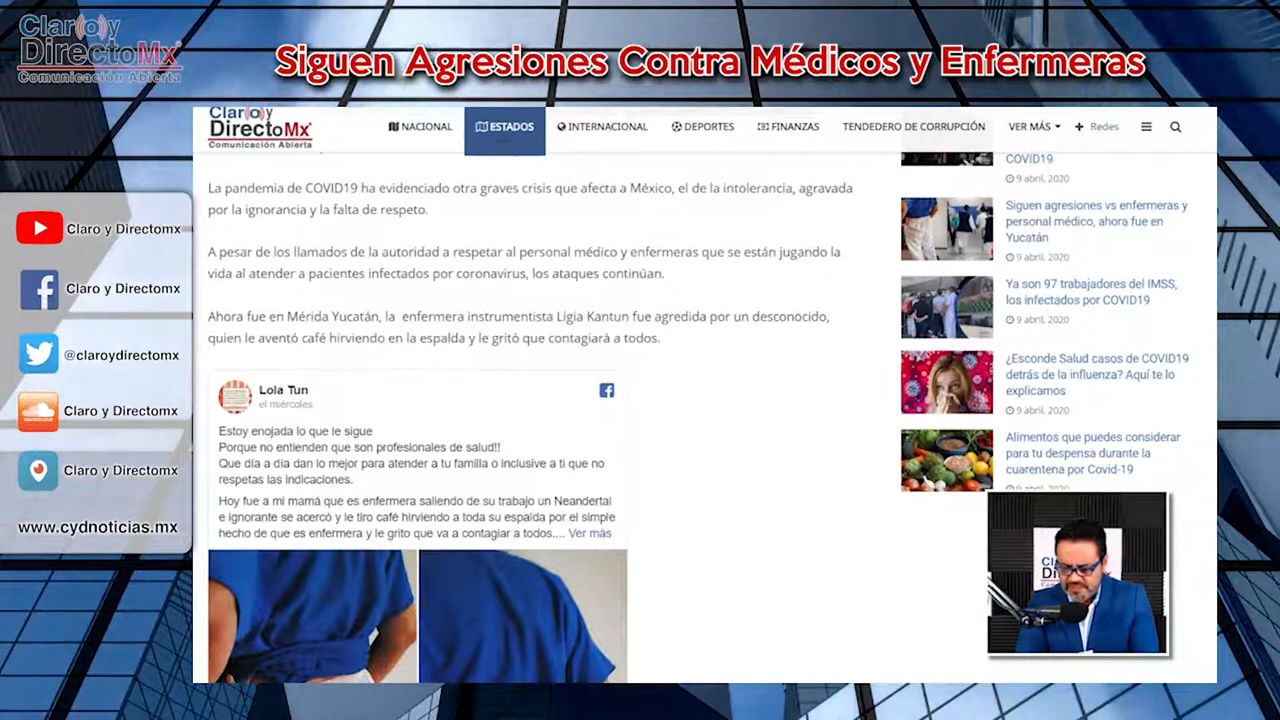 Claro y
DirectoMx
Comunicación Abierta
Siguen Agresiones Contra Médicos y Enfermeras
Claro y
DirectoMx
Comunicación Abierta
NACIONAL
ESTADOS
INTERNACIONAL
DEPORTES
FINANZAS
TENDEDERO DE CORRUPCIÓN
VER MÁS
Redes
La pandemia de COVID19 ha evidenciado otra graves crisis que afecta a México, el de la intolerancia, agravada
por la ignorancia y la falta de respeto.
A pesar de los llamados de la autoridad a respetar al personal médico y enfermeras que se están jugando la
vida al atender a pacientes infectados por coronavirus, los ataques continúan.
Ahora fue en Mérida Yucatán, la enfermera instrumentista Lígia Kantun fue agredida por un desconocido,
quien le aventó café hirviendo en la espalda y le gritó que contagiará a todos.
Lola Tun
el miércoles
Estoy enojada lo que le sigue
Porque no entienden que son profesionales de salud!!
Que día a día dan lo mejor para atender a tu familia o inclusive a ti que no
respetas las indicaciones.
Hoy fue a mi mamá que es enfermera saliendo de su trabajo un Neandertal
e ignorante se acercó y le tiro café hirviendo a toda su espalda por el simple
hecho de que es enfermera y le grito que va a contagiar a todos.... Ver más
COVID19
9 abril, 2020
Siguen agresiones vs enfermeras y
personal médico, ahora fue en
Yucatán
9 abril, 2020
Ya son 97 trabajadores del IMSS,
los infectados por COVID19
9 abril, 2020
¿Esconde Salud casos de COVID19
detrás de la influenza? Aquí te lo
explicamos
9 abril, 2020
Alimentos que puedes considerar
para tu despensa durante la
cuarentena por Covid-19
Claro y Directomx
Claro y Directomx
@claroydirectomx
Claro y Directomx
Claro y Directomx
www.cydnoticias.mx